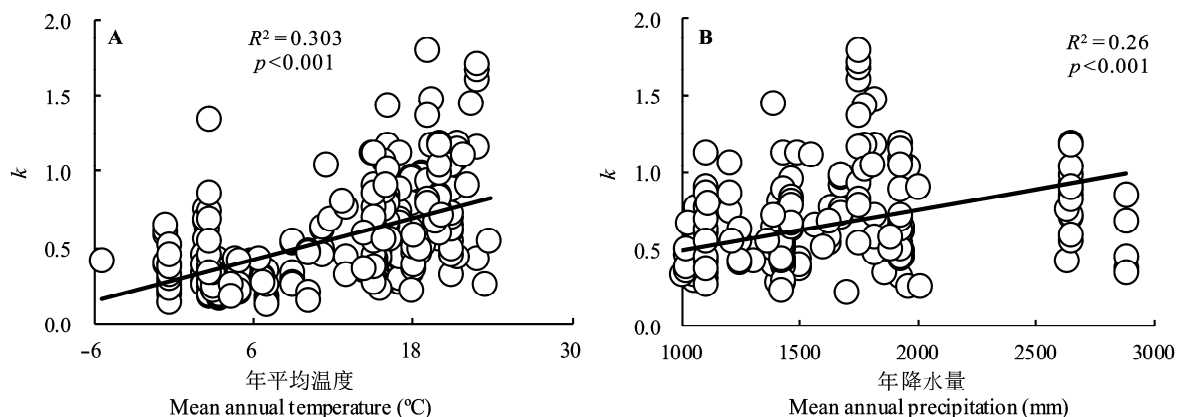 A
R² = 0.303
p<0.001
2.0
1.5
1.0
0.5
0.0
k
−6
6
18
30
年平均温度
Mean annual temperature (ºC)
B
R² = 0.26
p<0.001
2.0
1.5
1.0
0.5
0.0
k
1000
1500
2000
2500
3000
年降水量
Mean annual precipitation (mm)